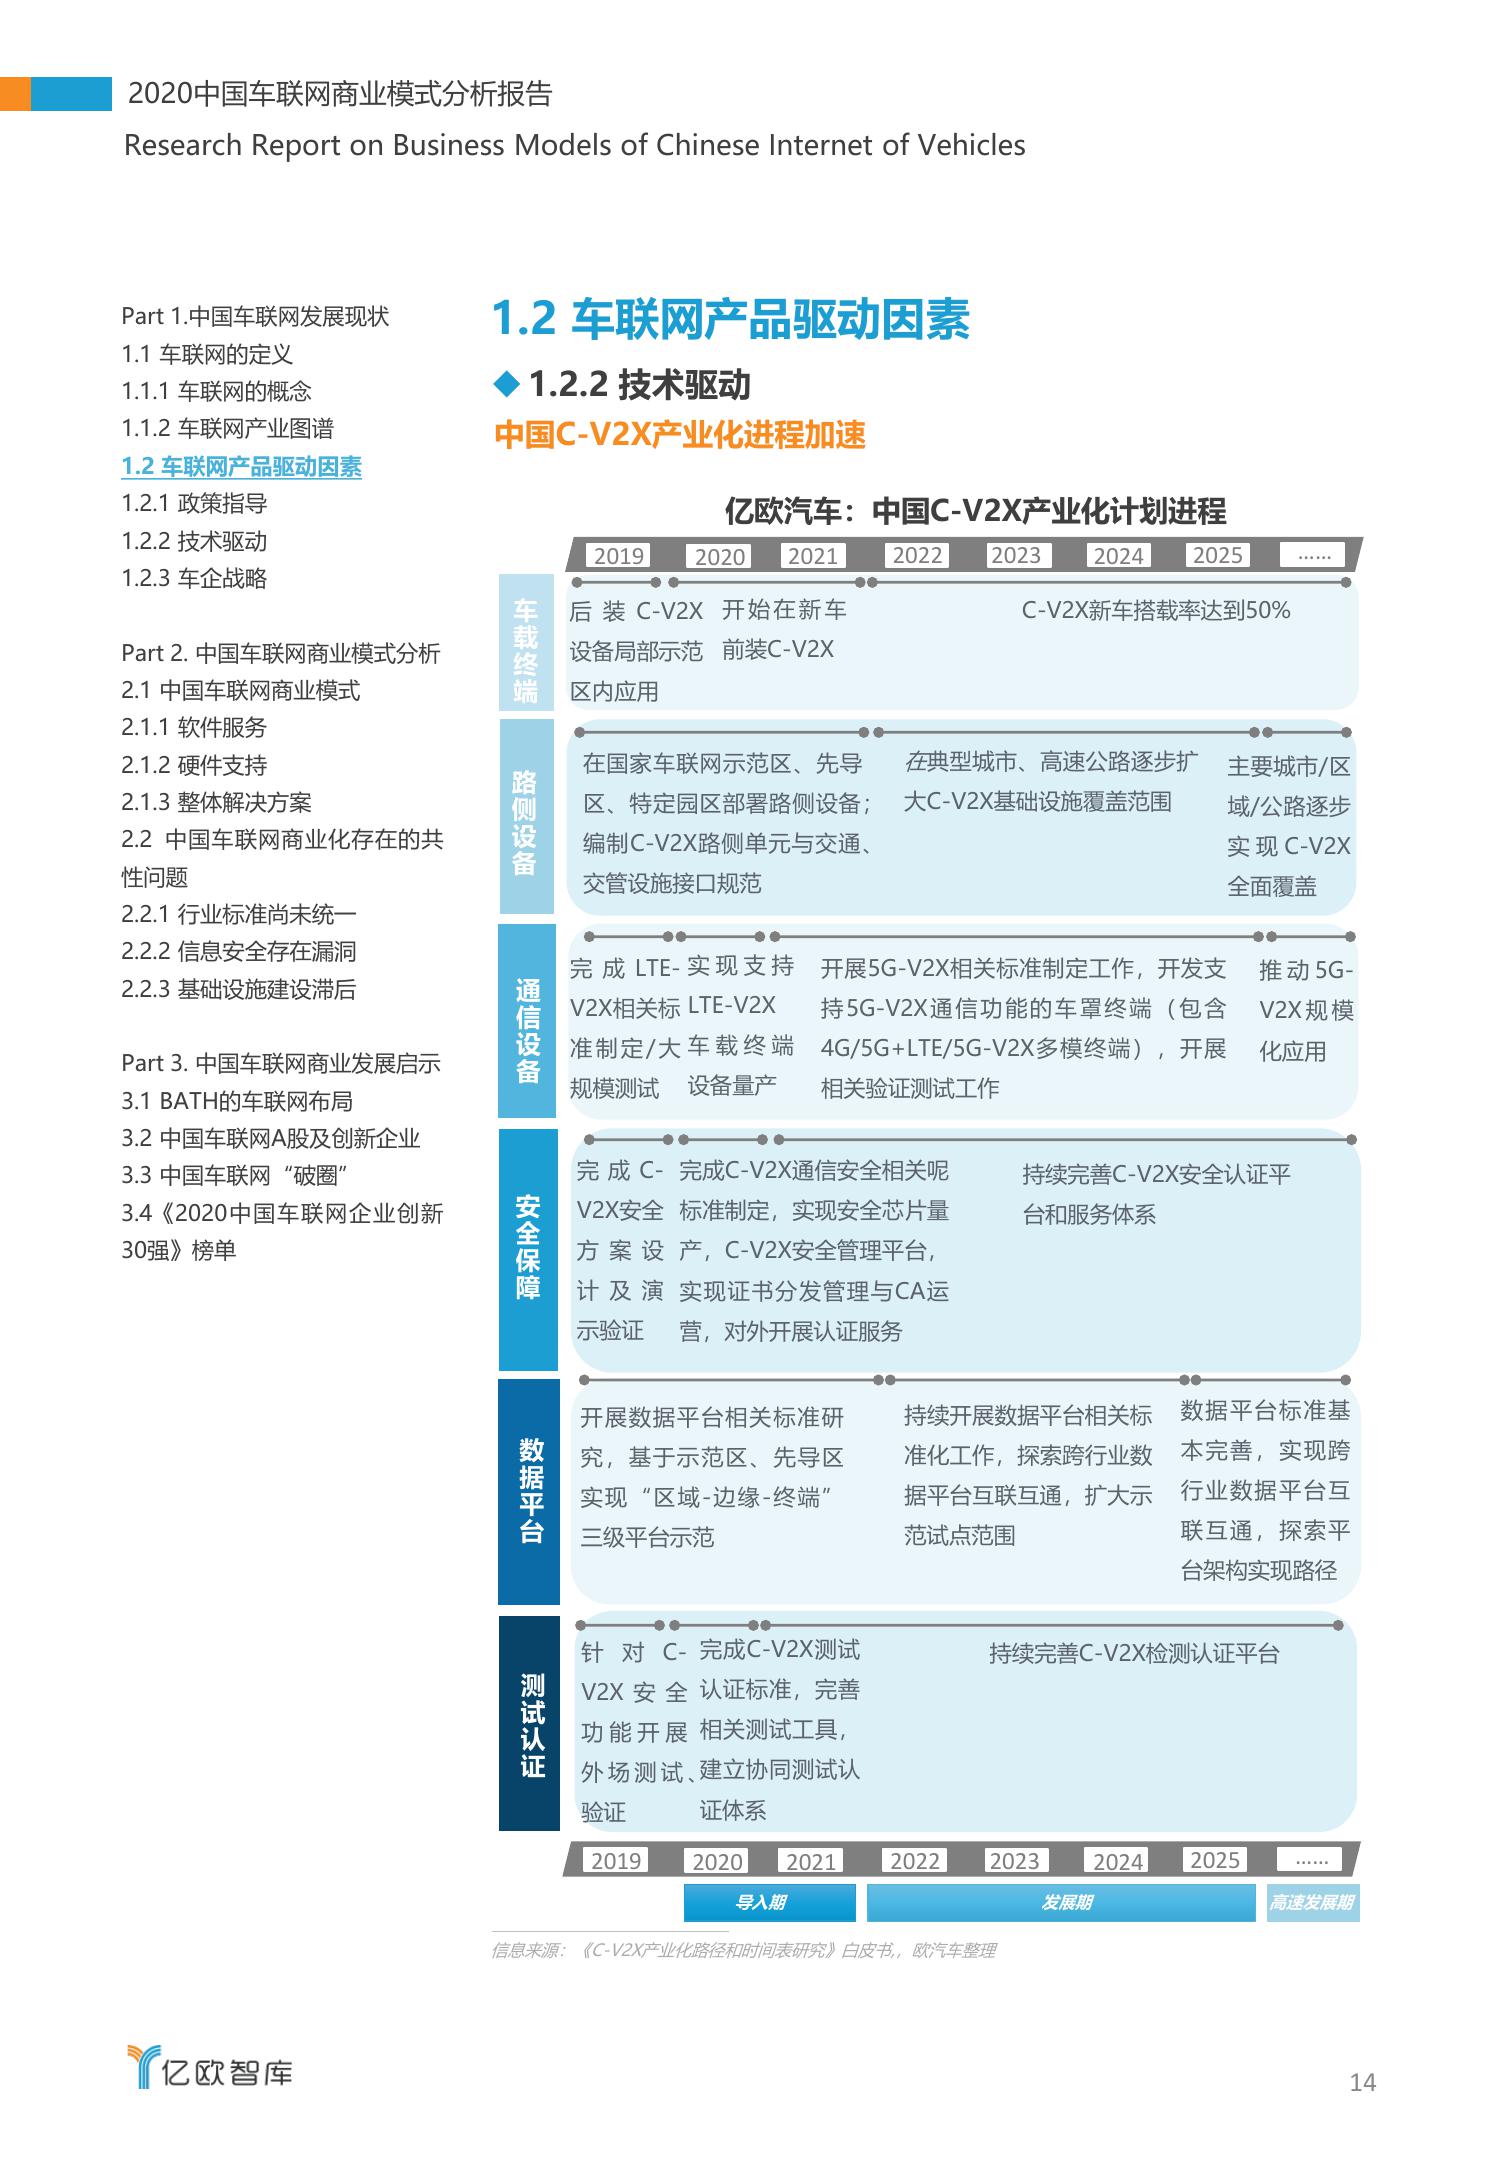 2020中国车联网商业模式分析报告
Research Report on Business Models of Chinese Internet of Vehicles
Part 1.中国车联网发展现状
1.1 车联网的定义
1.1.1 车联网的概念
1.1.2 车联网产业图谱
1.2 车联网产品驱动因素
1.2.1 政策指导
1.2.2 技术驱动
1.2.3 车企战略
Part 2. 中国车联网商业模式分析
2.1 中国车联网商业模式
2.1.1 软件服务
2.1.2 硬件支持
2.1.3 整体解决方案
2.2 中国车联网商业化存在的共
性问题
2.2.1 行业标准尚未统一
2.2.2 信息安全存在漏洞
2.2.3 基础设施建设滞后
Part 3. 中国车联网商业发展启示
3.1 BATH的车联网布局
3.2 中国车联网A股及创新企业
3.3 中国车联网“破圈”
3.4《2020中国车联网企业创新
30强》榜单
1.2 车联网产品驱动因素
◆ 1.2.2 技术驱动
中国C-V2X产业化进程加速
亿欧汽车：中国C-V2X产业化计划进程
2019 2020 2021 2022 2023 2024 2025 ……
车载终端
后装C-V2X
设备局部示范
区内应用
开始在新车
前装C-V2X
C-V2X新车搭载率达到50%
路侧设备
在国家车联网示范区、先导
区、特定园区部署路侧设备；
编制C-V2X路侧单元与交通、
交管设施接口规范
在典型城市、高速公路逐步扩
大C-V2X基础设施覆盖范围
主要城市/区
域/公路逐步
实现C-V2X
全面覆盖
通信设备
完成LTE-
V2X相关标
准制定/大
规模测试
实现支持
LTE-V2X
车载终端
设备量产
开展5G-V2X相关标准制定工作，开发支
持5G-V2X通信功能的车罩终端（包含
4G/5G+LTE/5G-V2X多模终端），开展
相关验证测试工作
推动5G-
V2X规模
化应用
安全保障
完成C-
V2X安全
方案设
计及演
示验证
完成C-V2X通信安全相关呢
标准制定，实现安全芯片量
产，C-V2X安全管理平台，
实现证书分发管理与CA运
营，对外开展认证服务
持续完善C-V2X安全认证平
台和服务体系
数据平台
开展数据平台相关标准研
究，基于示范区、先导区
实现“区域-边缘-终端”
三级平台示范
持续开展数据平台相关标
准化工作，探索跨行业数
据平台互联互通，扩大示
范试点范围
数据平台标准基
本完善，实现跨
行业数据平台互
联互通，探索平
台架构实现路径
测试认证
针对C-
V2X安全
功能开展
外场测试、
验证
完成C-V2X测试
认证标准，完善
相关测试工具，
建立协同测试认
证体系
持续完善C-V2X检测认证平台
2019 2020 2021 2022 2023 2024 2025 ……
导入期 发展期 高速发展期
信息来源：《C-V2X产业化路径和时间表研究》白皮书,，欧汽车整理
亿欧智库
14